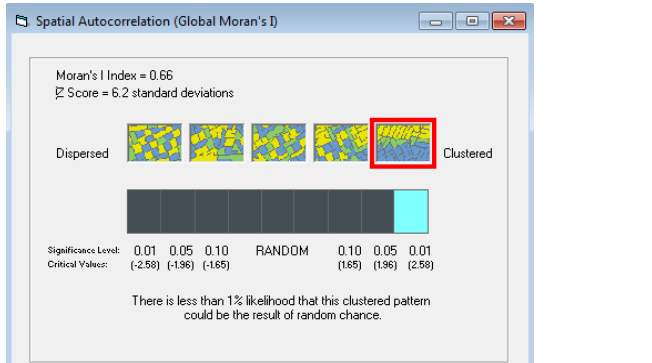 Spatial Autocorrelation (Global Moran's I)
Moran's I Index = 0.66
Z Score = 6.2 standard deviations
Dispersed
Clustered
Significance Level: 0.01 0.05 0.10 RANDOM 0.10 0.05 0.01
Critical Values: (-2.58) (-1.96) (-1.65) (1.65) (1.96) (2.58)
There is less than 1% likelihood that this clustered pattern
could be the result of random chance.